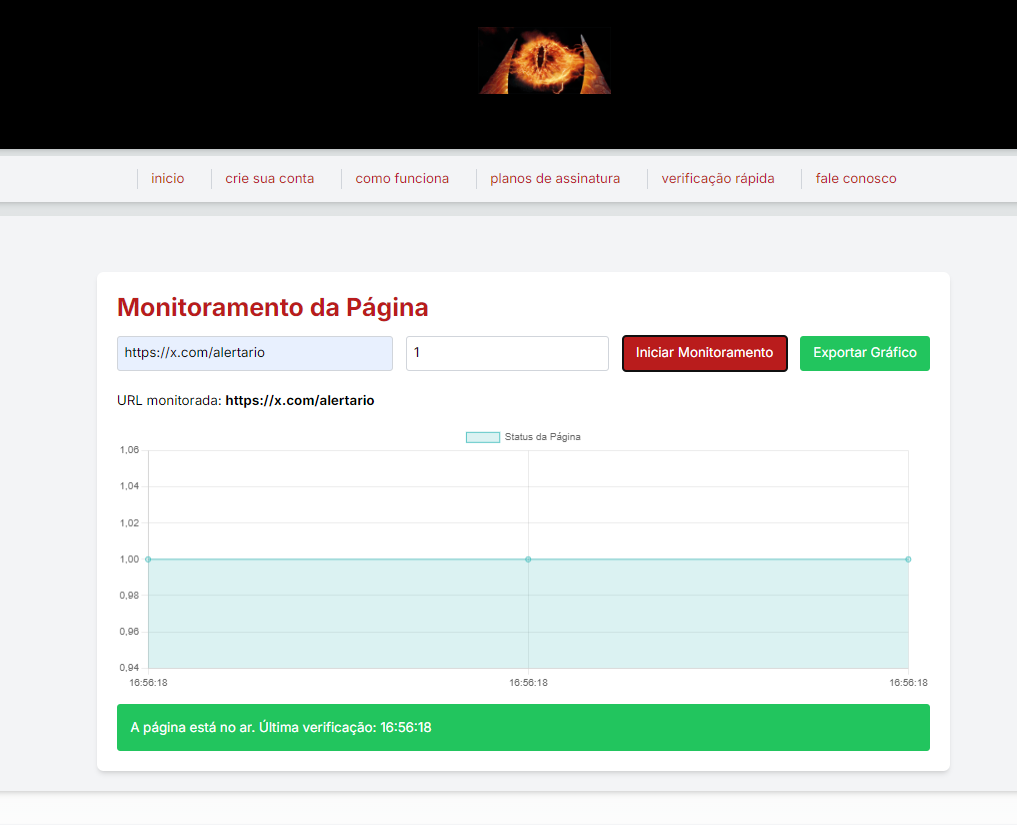 inicio
crie sua conta
como funciona
planos de assinatura
verificação rápida
fale conosco
Monitoramento da Página
https://x.com/alertario
1
Iniciar Monitoramento
Exportar Gráfico
URL monitorada: https://x.com/alertario
Status da Página
1,06
1,04
1,02
1,00
0,98
0,96
0,94
16:56:18
16:56:18
16:56:18
A página está no ar. Última verificação: 16:56:18